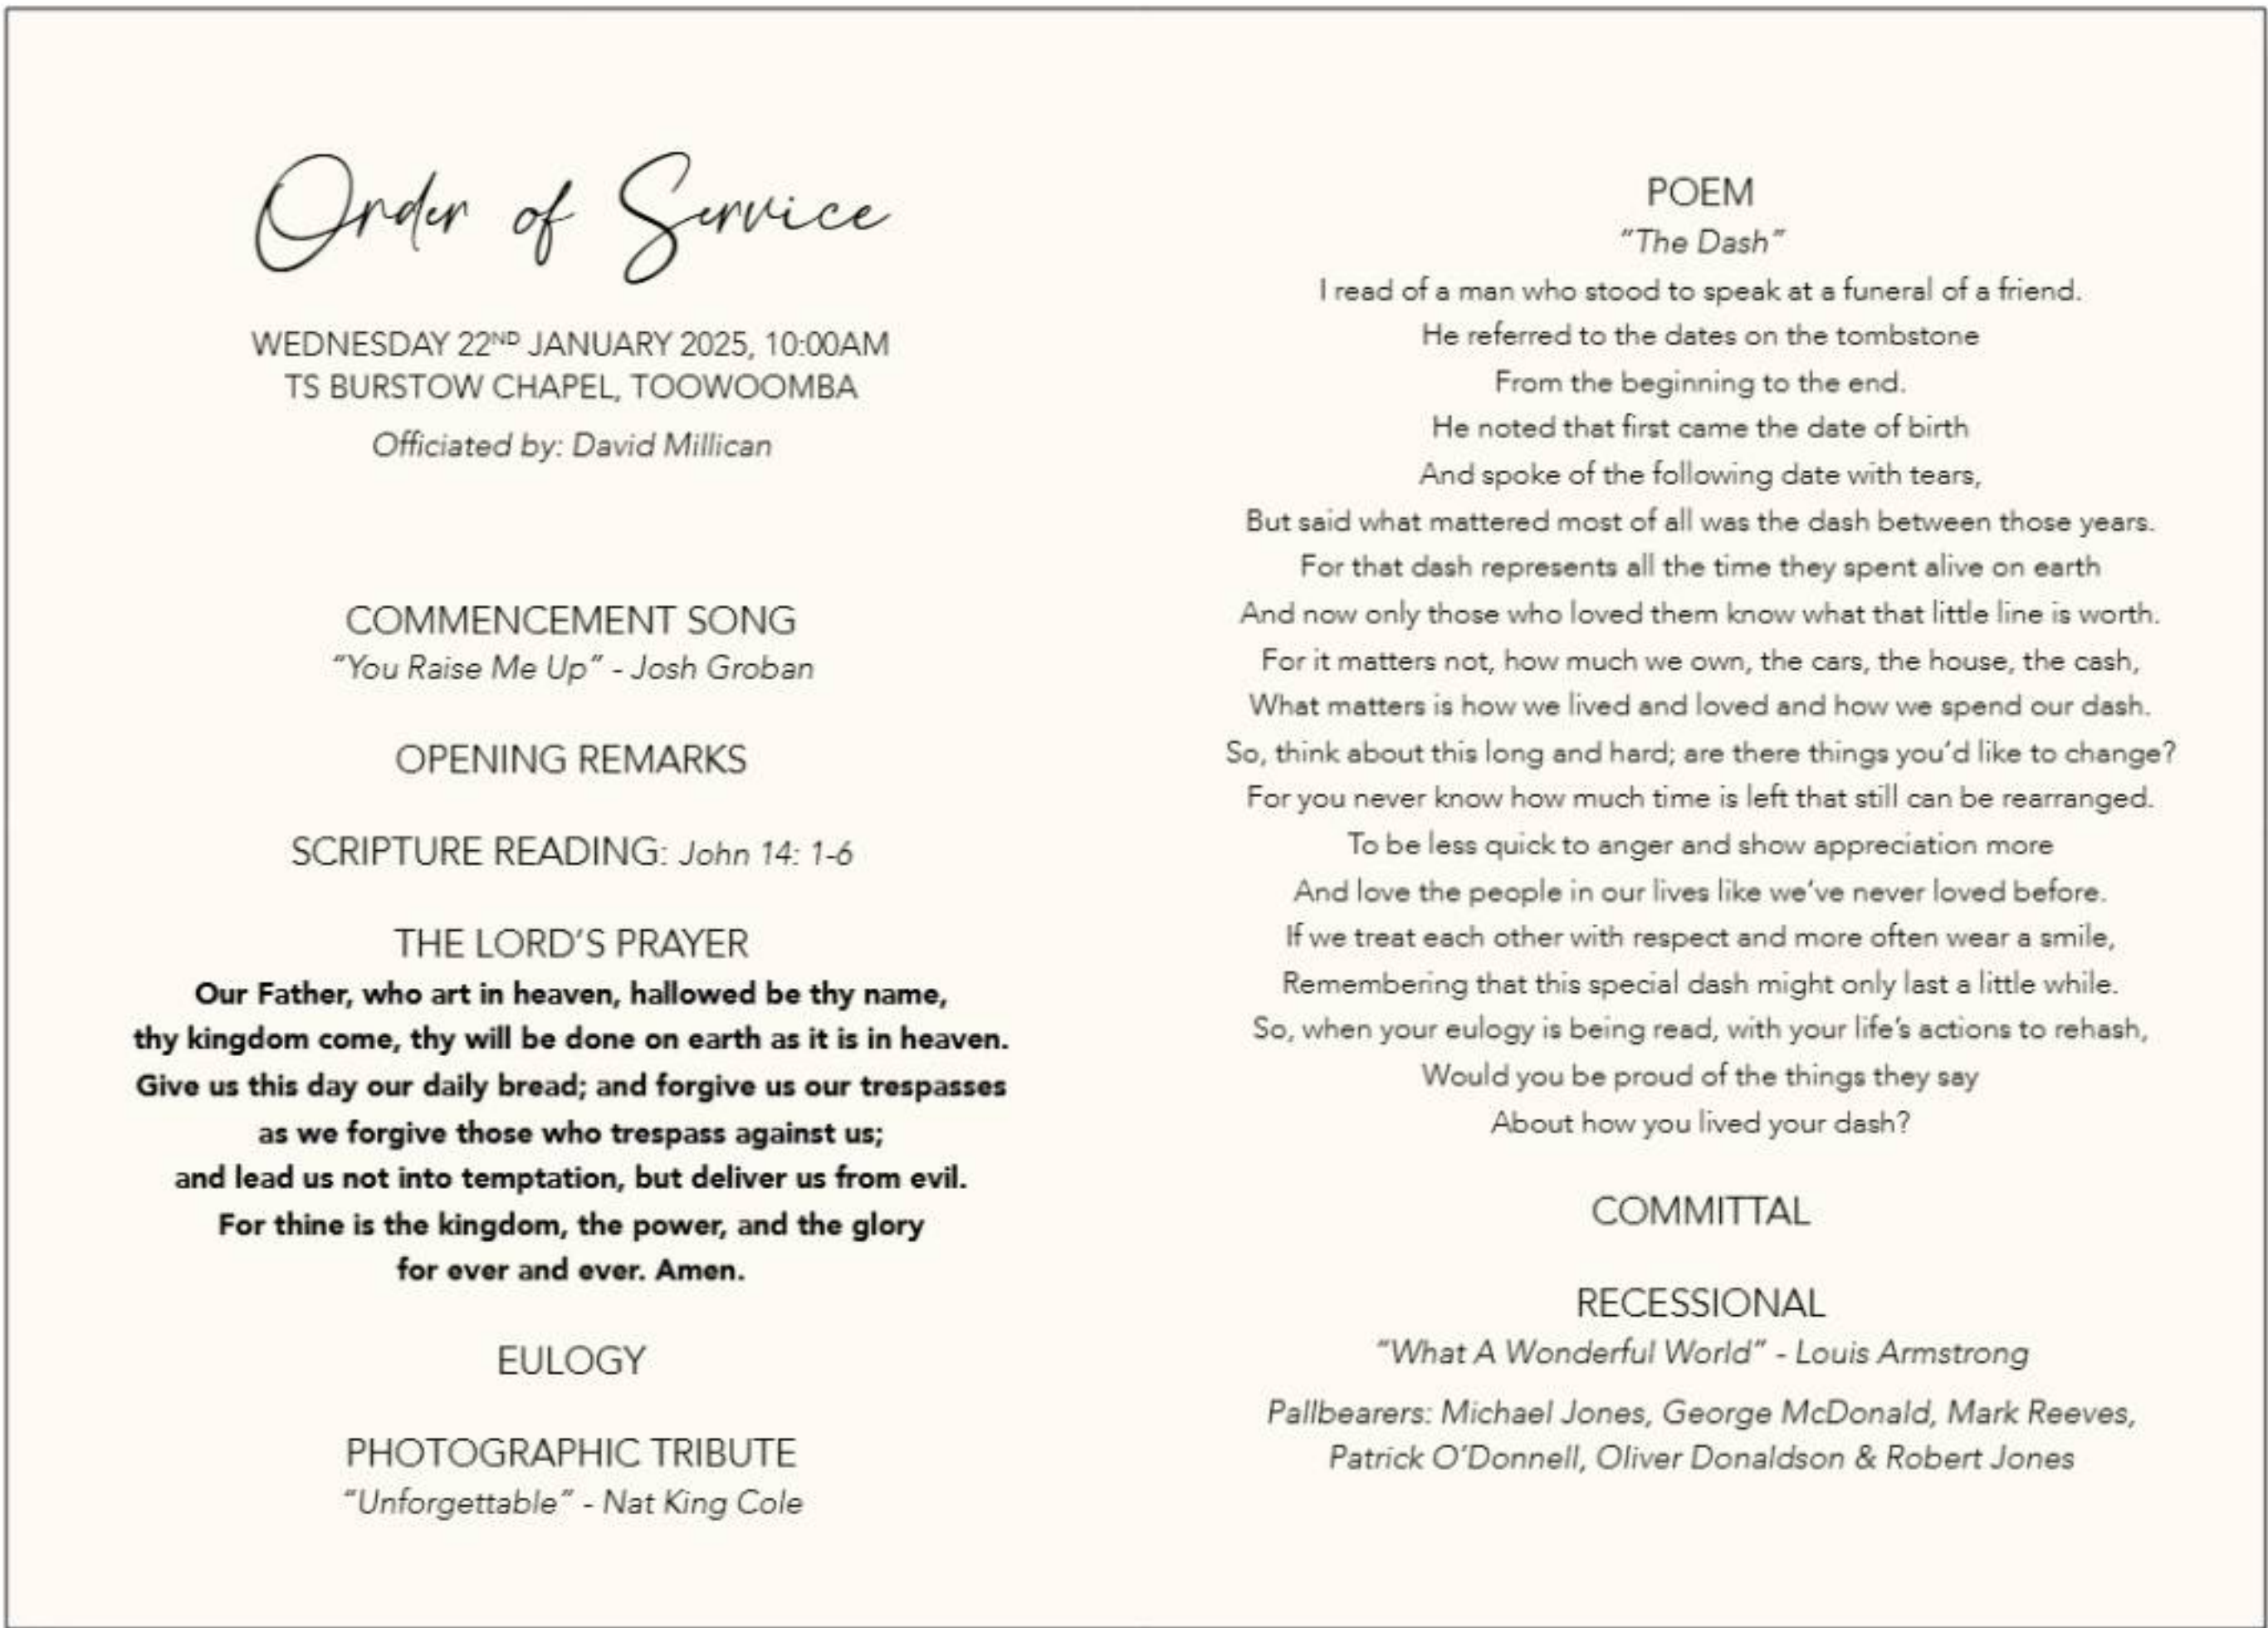 Order of Service
WEDNESDAY 22ND JANUARY 2025, 10:00AM
TS BURSTOW CHAPEL, TOOWOOMBA
Officiated by: David Millican
COMMENCEMENT SONG
“You Raise Me Up” - Josh Groban
OPENING REMARKS
SCRIPTURE READING: John 14: 1-6
THE LORD’S PRAYER
Our Father, who art in heaven, hallowed be thy name,
thy kingdom come, thy will be done on earth as it is in heaven.
Give us this day our daily bread; and forgive us our trespasses
as we forgive those who trespass against us;
and lead us not into temptation, but deliver us from evil.
For thine is the kingdom, the power, and the glory
for ever and ever. Amen.
EULOGY
PHOTOGRAPHIC TRIBUTE
“Unforgettable” - Nat King Cole
POEM
“The Dash”
I read of a man who stood to speak at a funeral of a friend.
He referred to the dates on the tombstone
From the beginning to the end.
He noted that first came the date of birth
And spoke of the following date with tears,
But said what mattered most of all was the dash between those years.
For that dash represents all the time they spent alive on earth
And now only those who loved them know what that little line is worth.
For it matters not, how much we own, the cars, the house, the cash,
What matters is how we lived and loved and how we spend our dash.
So, think about this long and hard; are there things you’d like to change?
For you never know how much time is left that still can be rearranged.
To be less quick to anger and show appreciation more
And love the people in our lives like we’ve never loved before.
If we treat each other with respect and more often wear a smile,
Remembering that this special dash might only last a little while.
So, when your eulogy is being read, with your life’s actions to rehash,
Would you be proud of the things they say
About how you lived your dash?
COMMITTAL
RECESSIONAL
“What A Wonderful World” - Louis Armstrong
Pallbearers: Michael Jones, George McDonald, Mark Reeves,
Patrick O’Donnell, Oliver Donaldson & Robert Jones